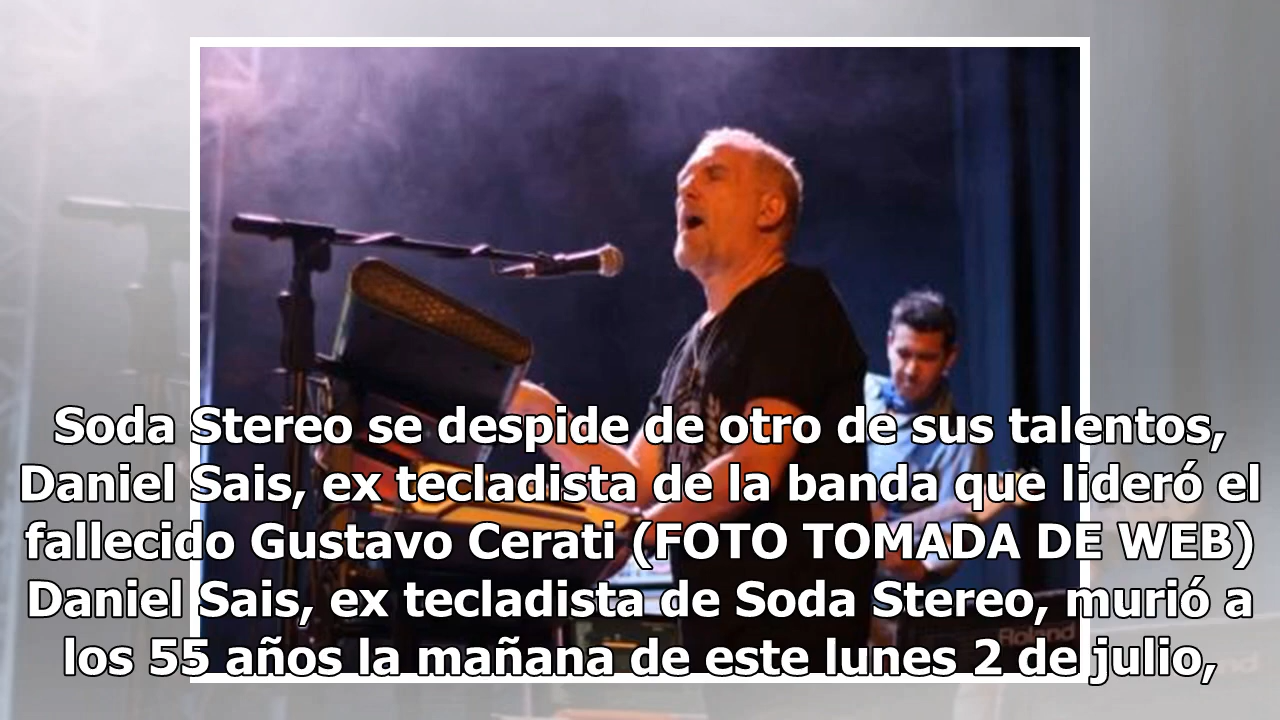 Soda Stereo se despide de otro de sus talentos,
Daniel Sais, ex tecladista de la banda que lideró el
fallecido Gustavo Cerati (FOTO TOMADA DE WEB)
Daniel Sais, ex tecladista de Soda Stereo, murió a
los 55 años la mañana de este lunes 2 de julio,
Roland